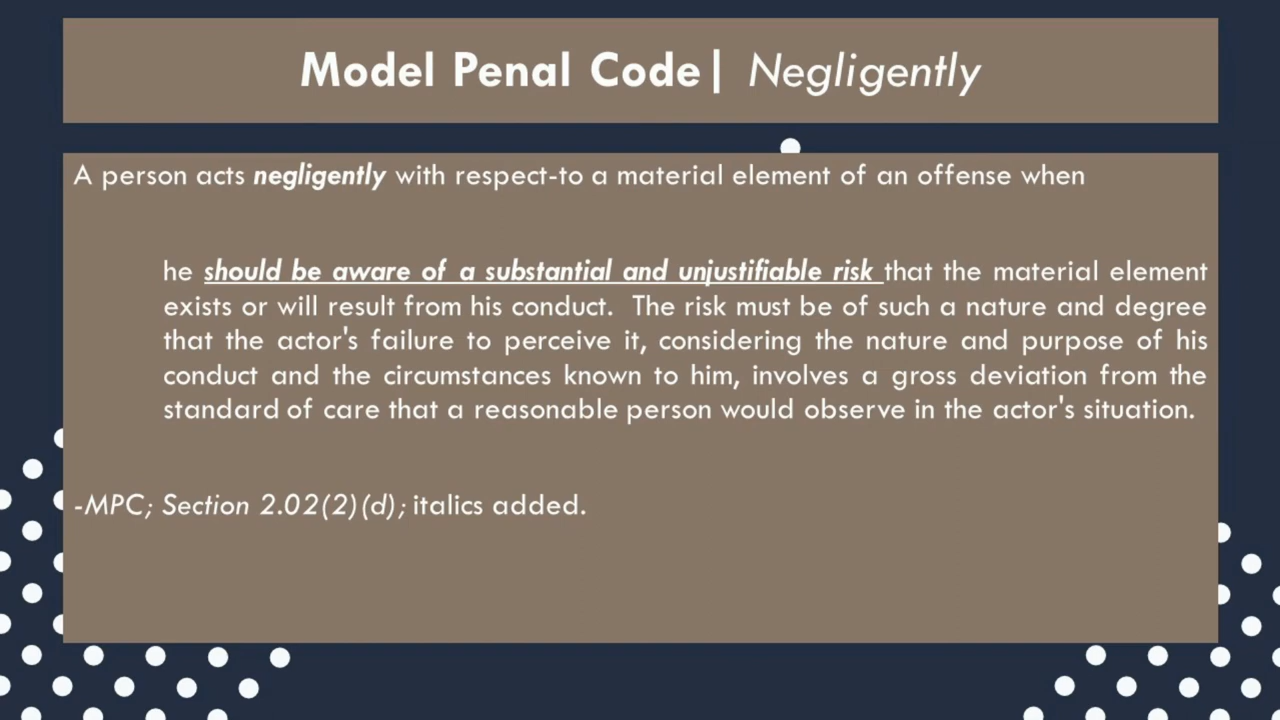 Model Penal Code| Negligently
A person acts negligently with respect-to a material element of an offense when
he should be aware of a substantial and unjustifiable risk that the material element
exists or will result from his conduct.  The risk must be of such a nature and degree
that the actor's failure to perceive it, considering the nature and purpose of his
conduct and the circumstances known to him, involves a gross deviation from the
standard of care that a reasonable person would observe in the actor's situation.
-MPC; Section 2.02(2)(d); italics added.